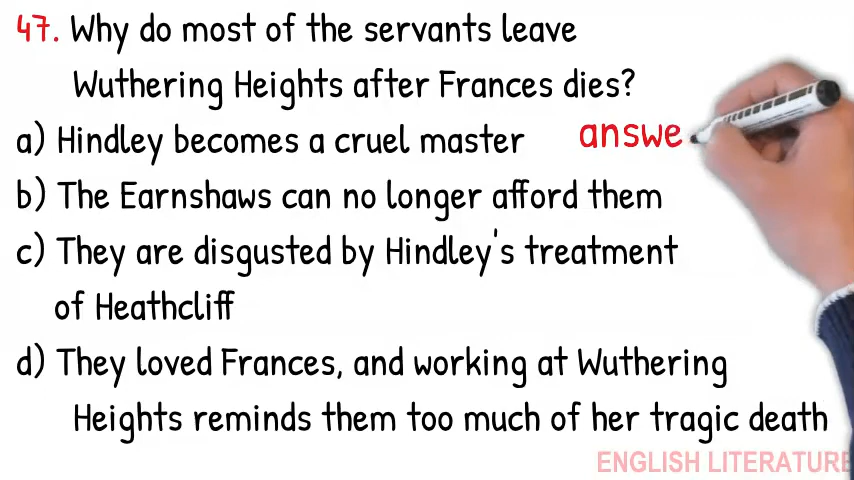 47. Why do most of the servants leave
Wuthering Heights after Frances dies?
a) Hindley becomes a cruel master answe
b) The Earnshaws can no longer afford them
c) They are disgusted by Hindley's treatment
of Heathcliff
d) They loved Frances, and working at Wuthering
Heights reminds them too much of her tragic death
ENGLISH LITERATURE